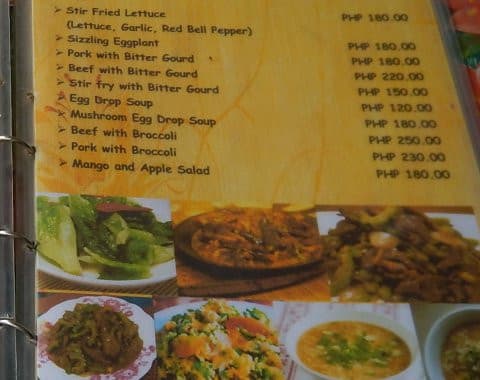 ➢ Stir Fried Lettuce PHP 180.00
(Lettuce, Garlic, Red Bell Pepper)
➢ Sizzling Eggplant PHP 180.00
➢ Pork with Bitter Gourd PHP 180.00
➢ Beef with Bitter Gourd PHP 220.00
➢ Stir fry with Bitter Gourd PHP 150.00
➢ Egg Drop Soup PHP 120.00
➢ Mushroom Egg Drop Soup PHP 180.00
➢ Beef with Broccoli PHP 250.00
➢ Pork with Broccoli PHP 230.00
➢ Mango and Apple Salad PHP 180.00